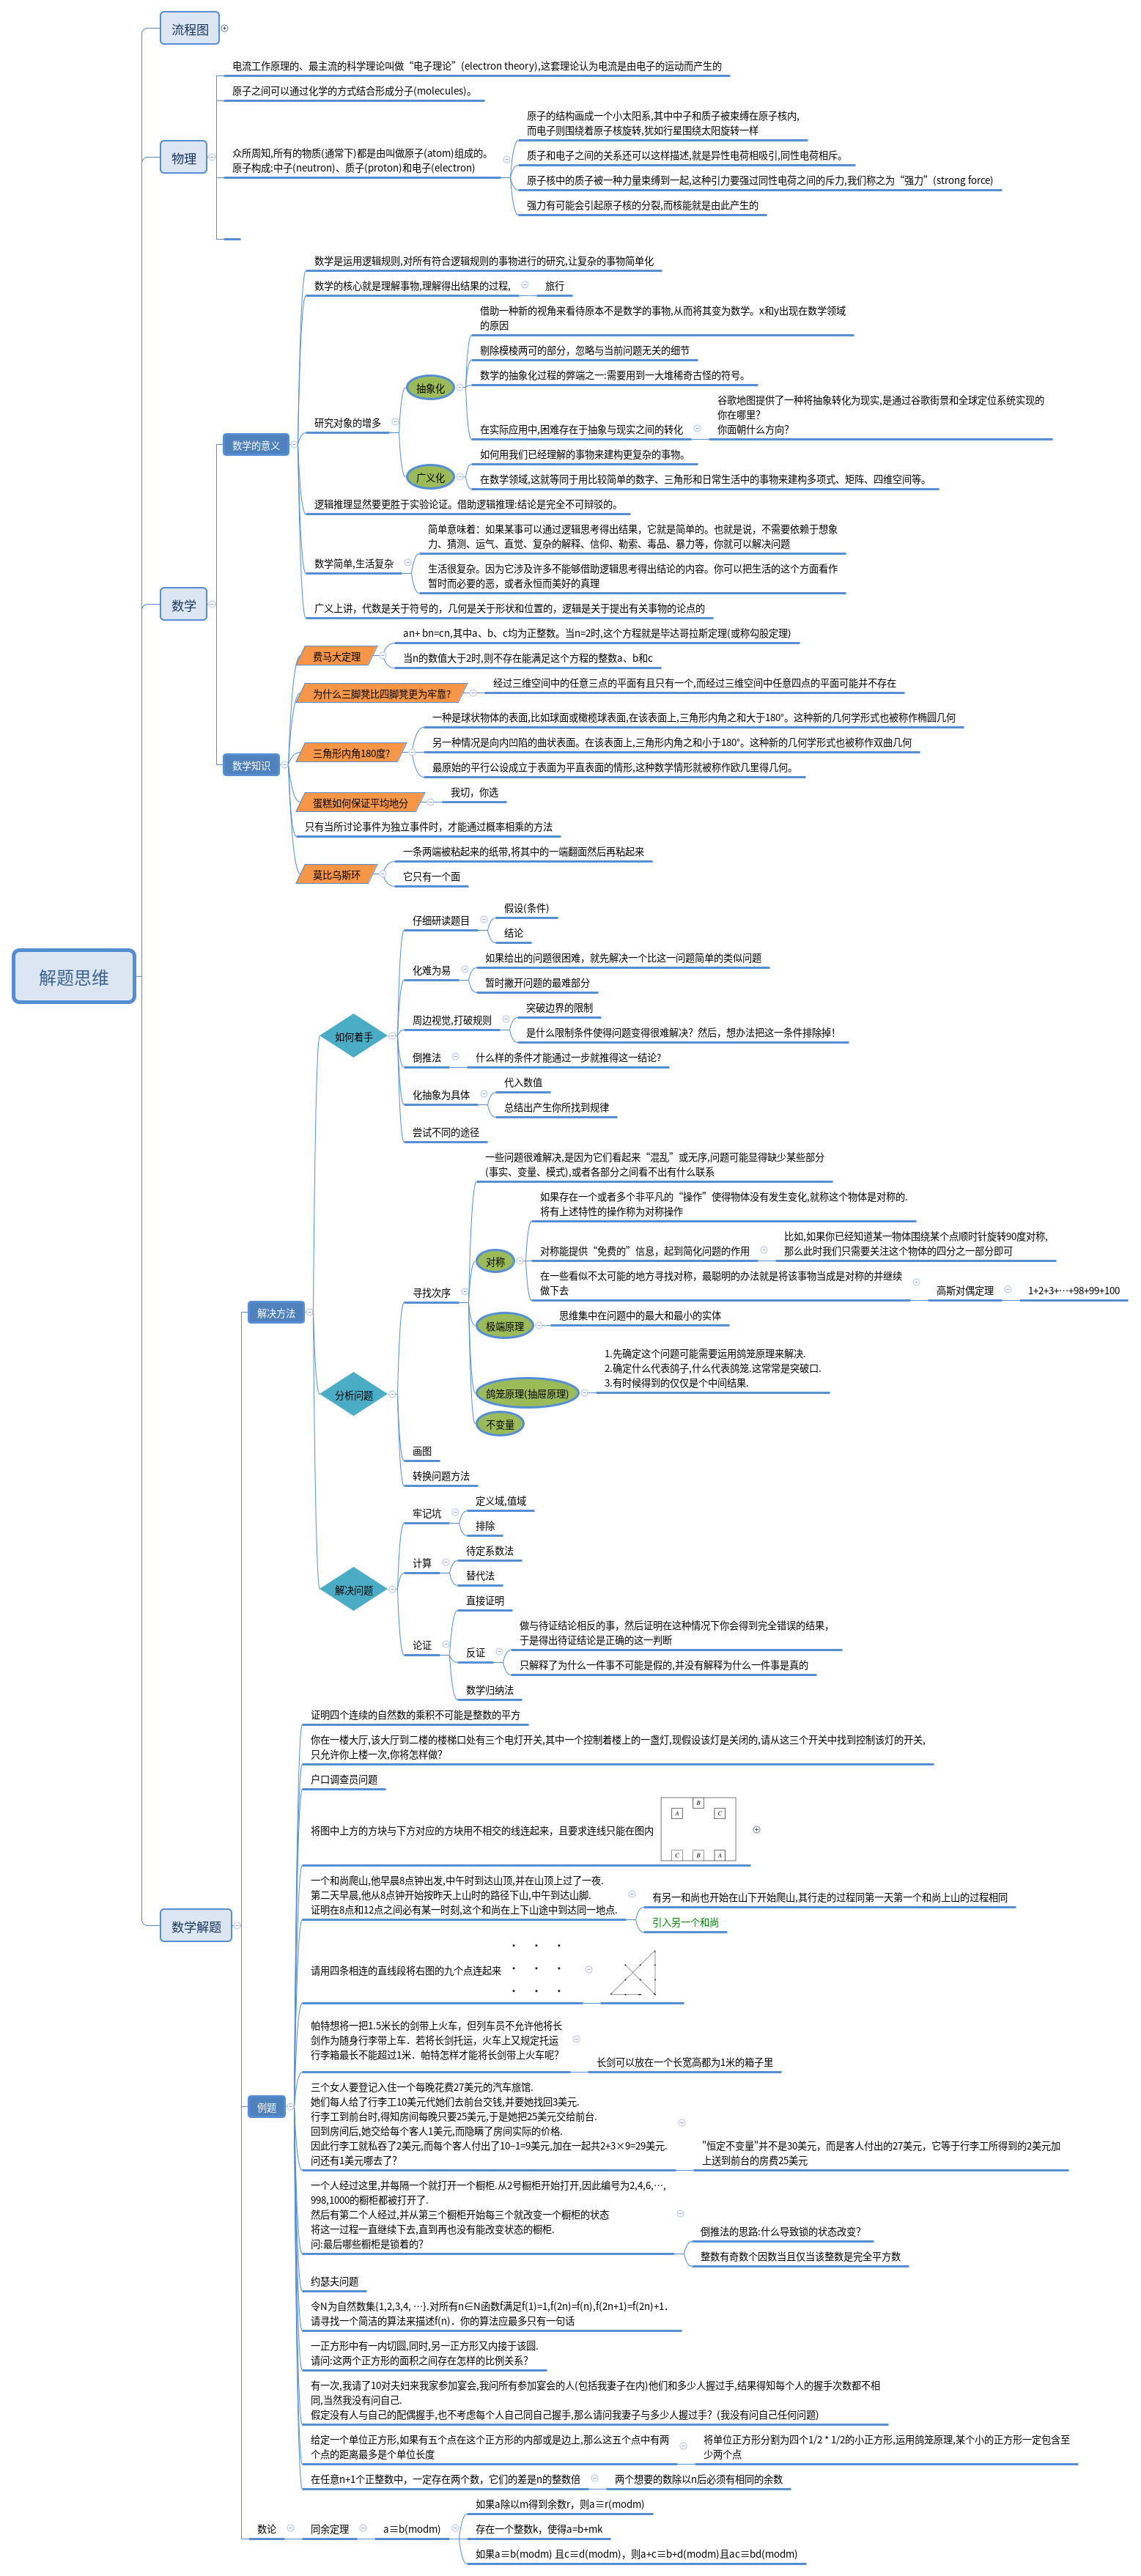 解题思维
流程图
物理
电流工作原理的、最主流的科学理论叫做“电子理论”(electron theory),这套理论认为电流是由电子的运动而产生的
原子之间可以通过化学的方式结合形成分子(molecules)。
众所周知,所有的物质(通常下)都是由叫做原子(atom)组成的。
原子构成:中子(neutron)、质子(proton)和电子(electron)
原子的结构画成一个小太阳系,其中中子和质子被束缚在原子核内,
而电子则围绕着原子核旋转,犹如行星围绕太阳旋转一样
质子和电子之间的关系还可以这样描述,就是异性电荷相吸引,同性电荷相斥。
原子核中的质子被一种力量束缚到一起,这种引力要强过同性电荷之间的斥力,我们称之为“强力”(strong force)
强力有可能会引起原子核的分裂,而核能就是由此产生的
数学
数学的意义
数学是运用逻辑规则,对所有符合逻辑规则的事物进行的研究,让复杂的事物简单化
数学的核心就是理解事物,理解得出结果的过程,
旅行
研究对象的增多
抽象化
借助一种新的视角来看待原本不是数学的事物,从而将其变为数学。x和y出现在数学领域
的原因
剔除模棱两可的部分，忽略与当前问题无关的细节
数学的抽象化过程的弊端之一:需要用到一大堆稀奇古怪的符号。
在实际应用中,困难存在于抽象与现实之间的转化
谷歌地图提供了一种将抽象转化为现实,是通过谷歌街景和全球定位系统实现的
你在哪里?
你面朝什么方向?
广义化
如何用我们已经理解的事物来建构更复杂的事物。
在数学领域,这就等同于用比较简单的数字、三角形和日常生活中的事物来建构多项式、矩阵、四维空间等。
逻辑推理显然要更胜于实验论证。借助逻辑推理:结论是完全不可辩驳的。
数学简单,生活复杂
简单意味着：如果某事可以通过逻辑思考得出结果，它就是简单的。也就是说，不需要依赖于想象
力、猜测、运气、直觉、复杂的解释、信仰、勒索、毒品、暴力等，你就可以解决问题
生活很复杂。因为它涉及许多不能够借助逻辑思考得出结论的内容。你可以把生活的这个方面看作
暂时而必要的恶，或者永恒而美好的真理
广义上讲，代数是关于符号的，几何是关于形状和位置的，逻辑是关于提出有关事物的论点的
数学知识
费马大定理
an+ bn=cn,其中a、b、c均为正整数。当n=2时,这个方程就是毕达哥拉斯定理(或称勾股定理)
当n的数值大于2时,则不存在能满足这个方程的整数a、b和c
为什么三脚凳比四脚凳更为牢靠?
经过三维空间中的任意三点的平面有且只有一个,而经过三维空间中任意四点的平面可能并不存在
三角形内角180度?
一种是球状物体的表面,比如球面或橄榄球表面,在该表面上,三角形内角之和大于180°。这种新的几何学形式也被称作椭圆几何
另一种情况是向内凹陷的曲状表面。在该表面上,三角形内角之和小于180°。这种新的几何学形式也被称作双曲几何
最原始的平行公设成立于表面为平直表面的情形,这种数学情形就被称作欧几里得几何。
蛋糕如何保证平均地分
我切，你选
只有当所讨论事件为独立事件时，才能通过概率相乘的方法
莫比乌斯环
一条两端被粘起来的纸带,将其中的一端翻面然后再粘起来
它只有一个面
数学解题
解决方法
如何着手
仔细研读题目
假设(条件)
结论
化难为易
如果给出的问题很困难，就先解决一个比这一问题简单的类似问题
暂时撇开问题的最难部分
周边视觉,打破规则
突破边界的限制
是什么限制条件使得问题变得很难解决？然后，想办法把这一条件排除掉!
倒推法
什么样的条件才能通过一步就推得这一结论?
化抽象为具体
代入数值
总结出产生你所找到规律
尝试不同的途径
分析问题
寻找次序
一些问题很难解决,是因为它们看起来“混乱”或无序,问题可能显得缺少某些部分
(事实、变量、模式),或者各部分之间看不出有什么联系
对称
如果存在一个或者多个非平凡的“操作”使得物体没有发生变化,就称这个物体是对称的.
将有上述特性的操作称为对称操作
对称能提供“免费的”信息，起到简化问题的作用
比如,如果你已经知道某一物体围绕某个点顺时针旋转90度对称,
那么此时我们只需要关注这个物体的四分之一部分即可
在一些看似不太可能的地方寻找对称，最聪明的办法就是将该事物当成是对称的并继续
做下去
高斯对偶定理
1+2+3+…+98+99+100
极端原理
思维集中在问题中的最大和最小的实体
鸽笼原理(抽屉原理)
1.先确定这个问题可能需要运用鸽笼原理来解决.
2.确定什么代表鸽子,什么代表鸽笼.这常常是突破口.
3.有时候得到的仅仅是个中间结果.
不变量
画图
转换问题方法
解决问题
牢记坑
定义域,值域
排除
计算
待定系数法
替代法
论证
直接证明
反证
做与待证结论相反的事，然后证明在这种情况下你会得到完全错误的结果，
于是得出待证结论是正确的这一判断
只解释了为什么一件事不可能是假的,并没有解释为什么一件事是真的
数学归纳法
例题
证明四个连续的自然数的乘积不可能是整数的平方
你在一楼大厅,该大厅到二楼的楼梯口处有三个电灯开关,其中一个控制着楼上的一盏灯,现假设该灯是关闭的,请从这三个开关中找到控制该灯的开关,
只允许你上楼一次,你将怎样做?
户口调查员问题
将图中上方的方块与下方对应的方块用不相交的线连起来，且要求连线只能在图内
B
A C
C B A
一个和尚爬山,他早晨8点钟出发,中午时到达山顶,并在山顶上过了一夜.
第二天早晨,他从8点钟开始按昨天上山时的路径下山,中午到达山脚.
证明在8点和12点之间必有某一时刻,这个和尚在上下山途中到达同一地点.
有另一和尚也开始在山下开始爬山,其行走的过程同第一天第一个和尚上山的过程相同
引入另一个和尚
请用四条相连的直线段将右图的九个点连起来
帕特想将一把1.5米长的剑带上火车，但列车员不允许他将长
剑作为随身行李带上车．若将长剑托运，火车上又规定托运
行李箱最长不能超过1米．帕特怎样才能将长剑带上火车呢?
长剑可以放在一个长宽高都为1米的箱子里
三个女人要登记入住一个每晚花费27美元的汽车旅馆.
她们每人给了行李工10美元代她们去前台交钱,并要她找回3美元.
行李工到前台时,得知房间每晚只要25美元,于是她把25美元交给前台.
回到房间后,她交给每个客人1美元,而隐瞒了房间实际的价格.
因此行李工就私吞了2美元,而每个客人付出了10−1=9美元,加在一起共2+3×9=29美元.
问还有1美元哪去了?
"恒定不变量"并不是30美元，而是客人付出的27美元，它等于行李工所得到的2美元加
上送到前台的房费25美元
一个人经过这里,并每隔一个就打开一个橱柜.从2号橱柜开始打开,因此编号为2,4,6,…,
998,1000的橱柜都被打开了.
然后有第二个人经过,并从第三个橱柜开始每三个就改变一个橱柜的状态
将这一过程一直继续下去,直到再也没有能改变状态的橱柜.
问:最后哪些橱柜是锁着的?
倒推法的思路:什么导致锁的状态改变?
整数有奇数个因数当且仅当该整数是完全平方数
约瑟夫问题
令N为自然数集{1,2,3,4, …}.对所有n∈N函数f满足f(1)=1,f(2n)=f(n),f(2n+1)=f(2n)+1.
请寻找一个简洁的算法来描述f(n)．你的算法应最多只有一句话
一正方形中有一内切圆,同时,另一正方形又内接于该圆.
请问:这两个正方形的面积之间存在怎样的比例关系?
有一次,我请了10对夫妇来我家参加宴会,我问所有参加宴会的人(包括我妻子在内)他们和多少人握过手,结果得知每个人的握手次数都不相
同,当然我没有问自己.
假定没有人与自己的配偶握手,也不考虑每个人自己同自己握手,那么请问我妻子与多少人握过手? (我没有问自己任何问题)
给定一个单位正方形,如果有五个点在这个正方形的内部或是边上,那么这五个点中有两
个点的距离最多是个单位长度
将单位正方形分割为四个1/2 * 1/2的小正方形,运用鸽笼原理,某个小的正方形一定包含至
少两个点
在任意n+1个正整数中，一定存在两个数，它们的差是n的整数倍
两个想要的数除以n后必须有相同的余数
数论
同余定理
a≡b(modm)
如果a除以m得到余数r，则a≡r(modm)
存在一个整数k，使得a=b+mk
如果a≡b(modm) 且c≡d(modm)，则a+c≡b+d(modm)且ac≡bd(modm)